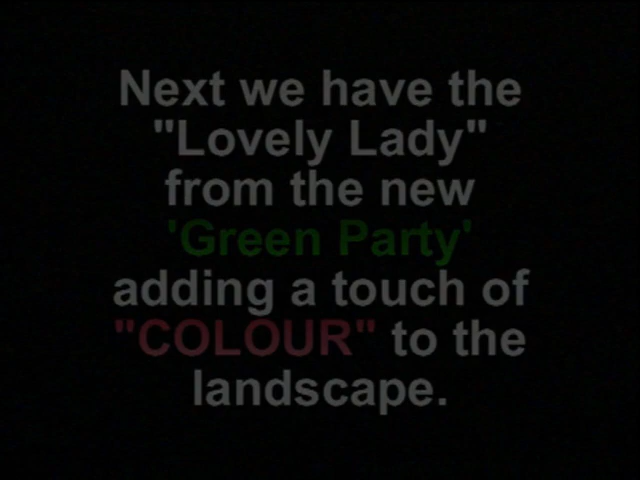 Next we have the
"Lovely Lady"
from the new
'Green Party'
adding a touch of
"COLOUR" to the
landscape.